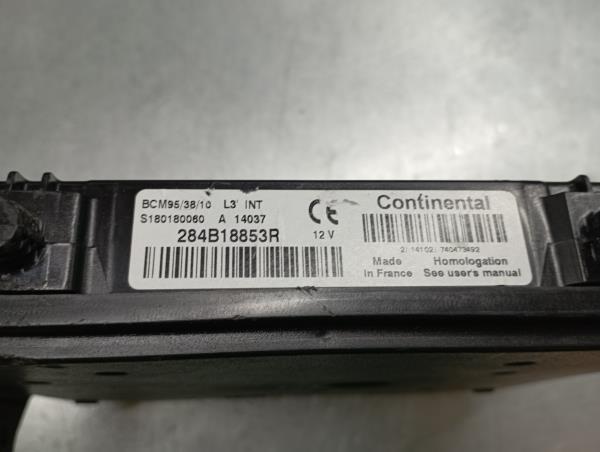 BCM95/38/10 L3 INT
S180180060 A 14037
284B18853R
CE
12 V
Continental
2 14102 740473492
Made Homologation
in France See user's manual